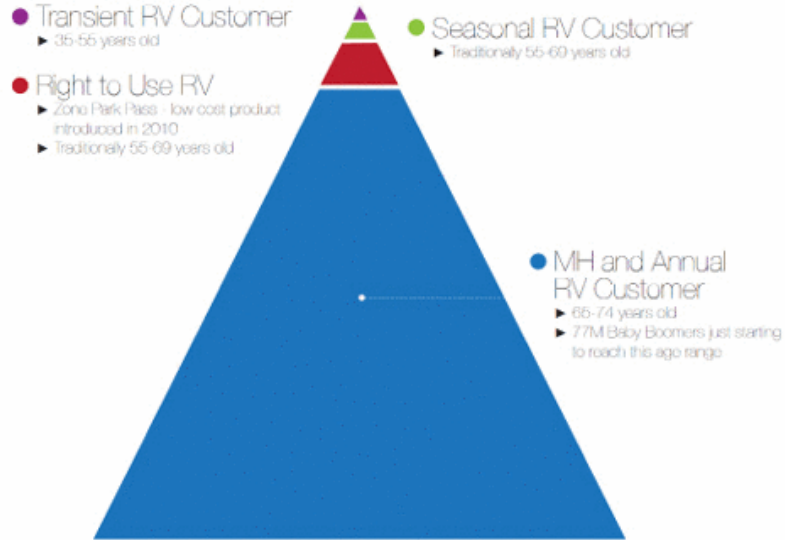 Transient RV Customer
► 35-55 years old
Right to Use RV
► Zone Park Pass - low cost product
introduced in 2010
► Traditionally 55-69 years old
Seasonal RV Customer
► Traditionally 55-69 years old
MH and Annual
RV Customer
► 65-74 years old
► 77M Baby Boomers just starting
to reach this age range